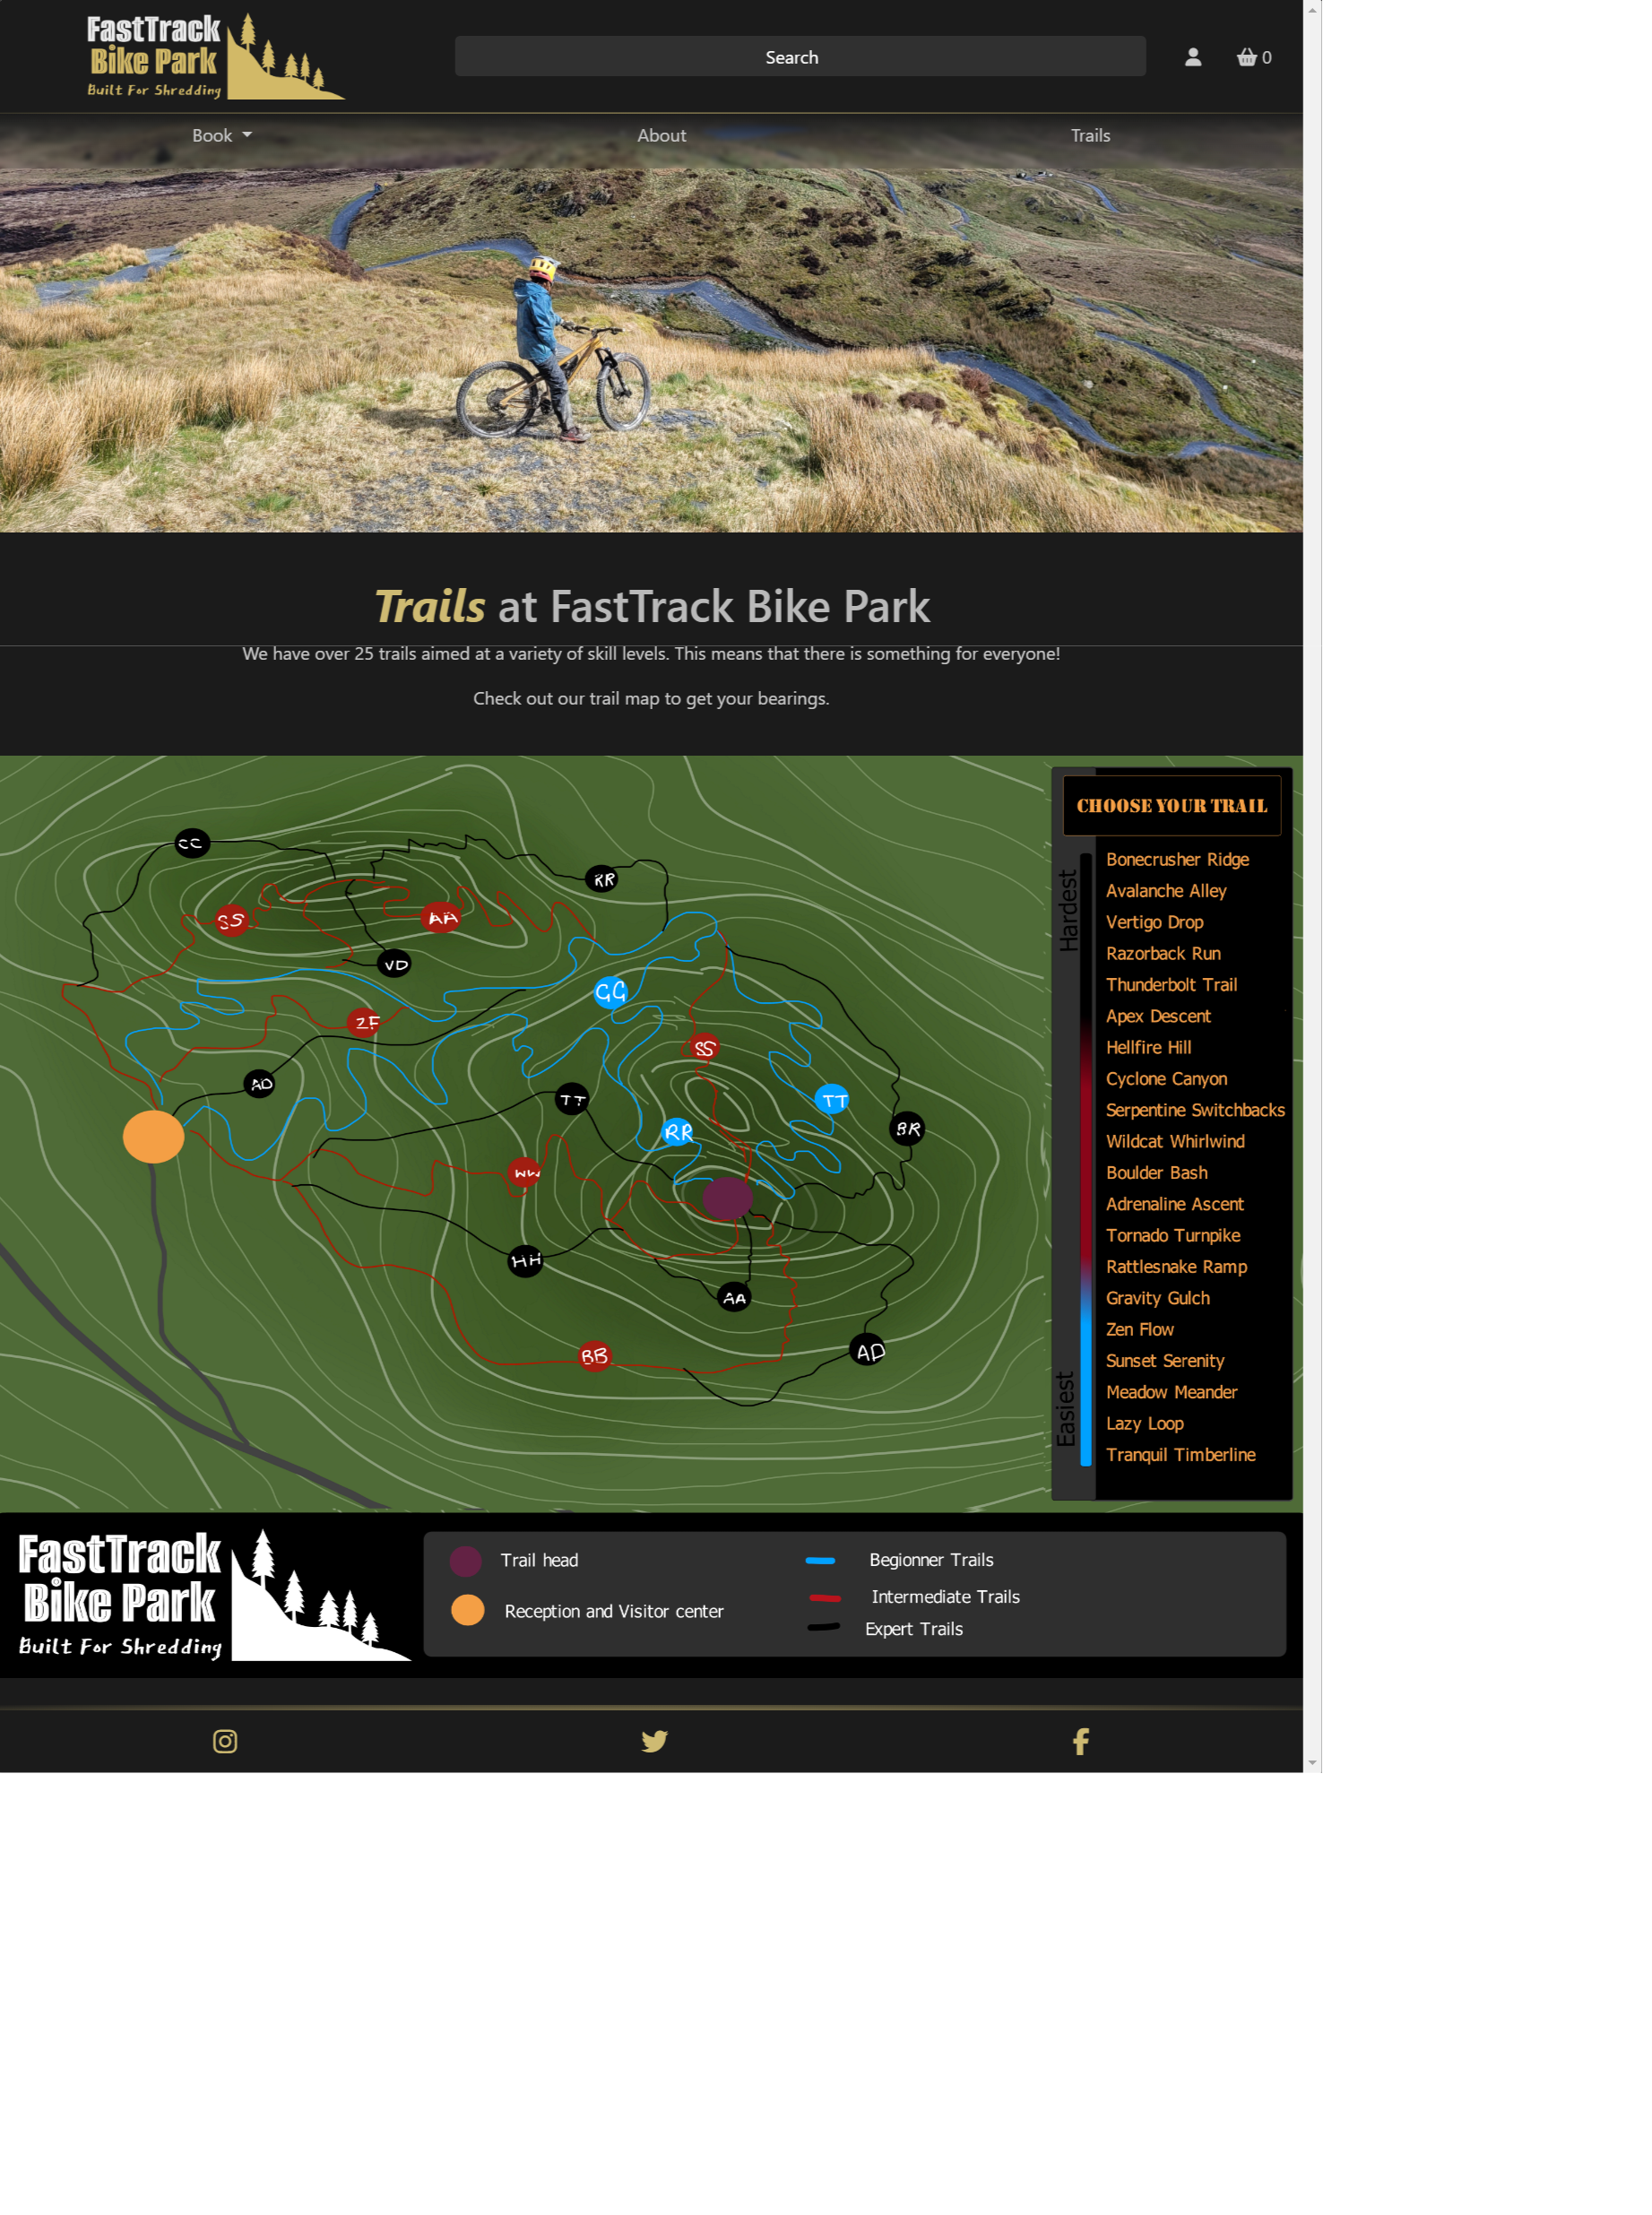 FastTrack
Bike Park
Built For Shredding
Search
0
Book
About
Trails
Trails at FastTrack Bike Park
We have over 25 trails aimed at a variety of skill levels. This means that there is something for everyone!
Check out our trail map to get your bearings.
CC
RR
SS
AA
VD
GG
ZF
SS
AD
TT
TT
RR
BR
WW
HH
AA
BB
AD
CHOOSE YOUR TRAIL
Hardest
Bonecrusher Ridge
Avalanche Alley
Vertigo Drop
Razorback Run
Thunderbolt Trail
Apex Descent
Hellfire Hill
Cyclone Canyon
Serpentine Switchbacks
Wildcat Whirlwind
Boulder Bash
Adrenaline Ascent
Tornado Turnpike
Rattlesnake Ramp
Gravity Gulch
Zen Flow
Sunset Serenity
Meadow Meander
Lazy Loop
Tranquil Timberline
Easiest
FastTrack
Bike Park
Built For Shredding
Trail head
Reception and Visitor center
Begionner Trails
Intermediate Trails
Expert Trails